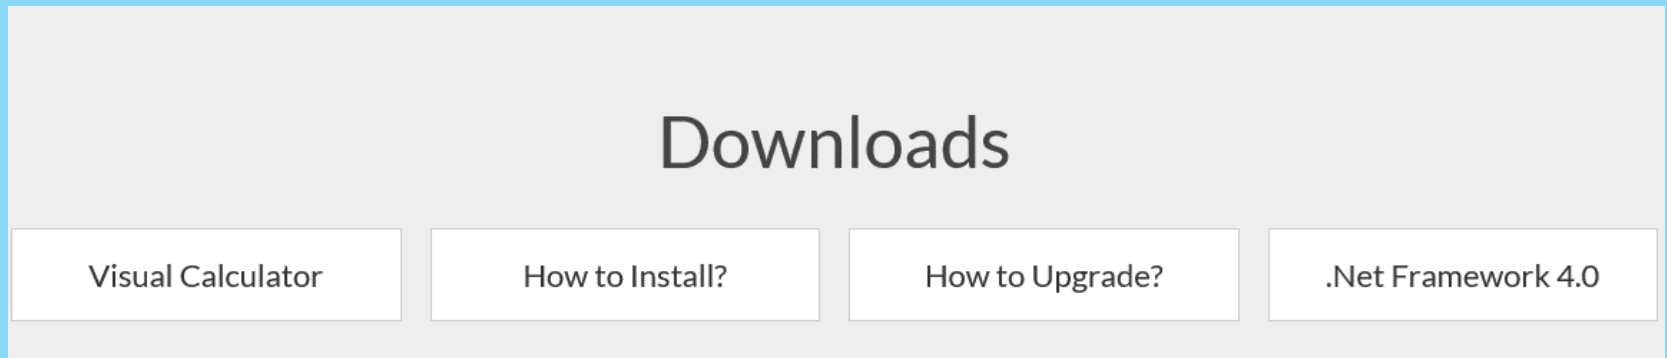 Downloads
Visual Calculator
How to Install?
How to Upgrade?
.Net Framework 4.0